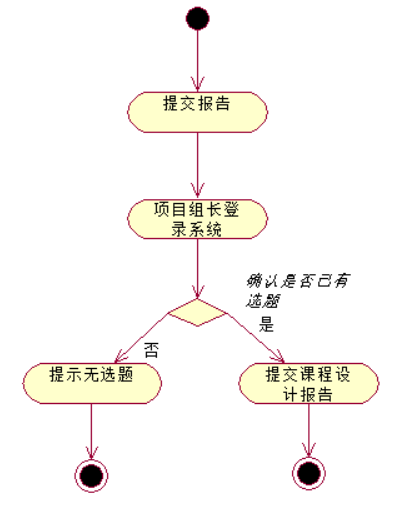 提交报告
项目组长登
录系统
确认是否已有
选题
是
否
提示无选题
提交课程设
计报告